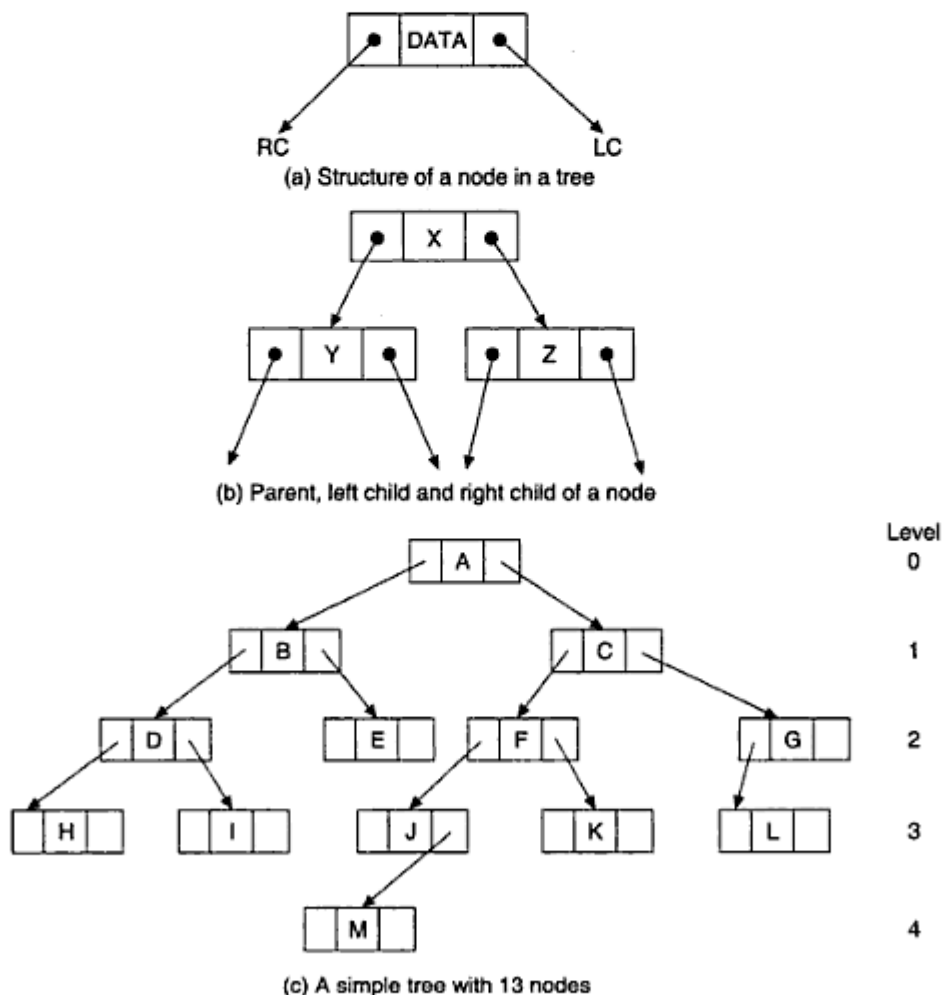 DATA
RC LC
(a) Structure of a node in a tree
X
Y Z
(b) Parent, left child and right child of a node
Level
A 0
B C 1
D E F G 2
H I J K L 3
M 4
(c) A simple tree with 13 nodes